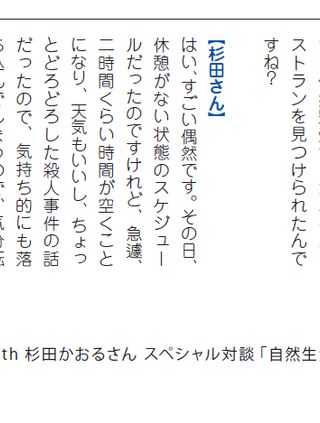 ストランを見つけられたんで
すね？
【杉田さん】
はい、すごい偶然です。その日、
休憩がない状態のスケジュー
ルだったのですけれど、急遽、
二時間くらい時間が空くこと
になり、天気もいいし、ちょっ
とどろどろした殺人事件の話
だったので、気持ち的にも落
th 杉田かおるさん スペシャル対談「自然生